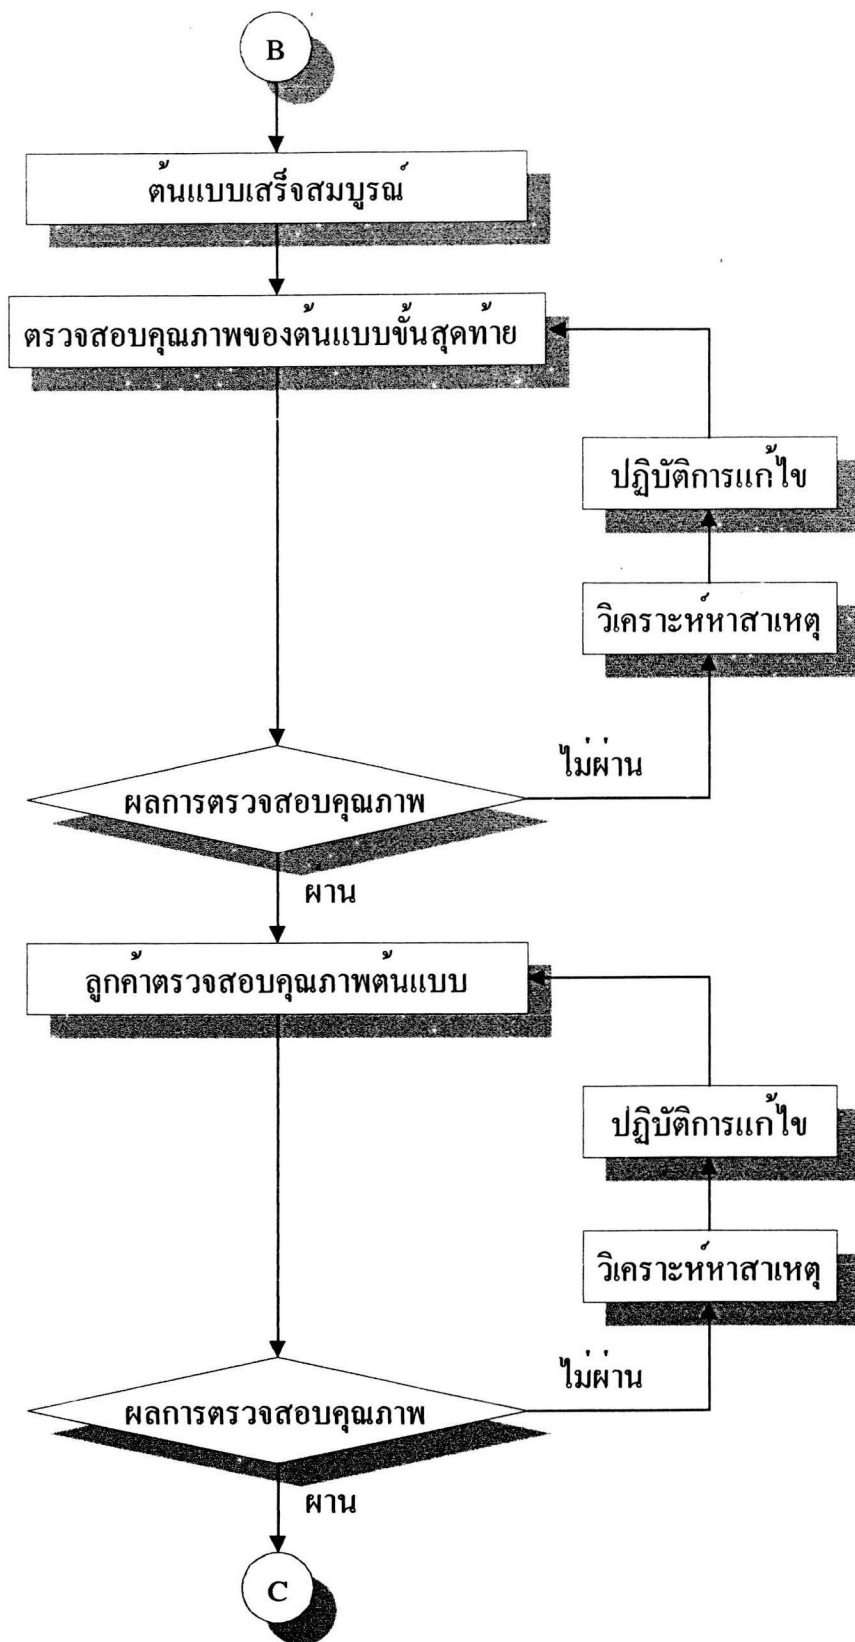 B
ต้นแบบเสร็จสมบูรณ์
ตรวจสอบคุณภาพของต้นแบบขั้นสุดท้าย
ปฏิบัติการแก้ไข
วิเคราะห์หาสาเหตุ
ไม่ผ่าน
ผลการตรวจสอบคุณภาพ
ผ่าน
ลูกค้าตรวจสอบคุณภาพต้นแบบ
ปฏิบัติการแก้ไข
วิเคราะห์หาสาเหตุ
ไม่ผ่าน
ผลการตรวจสอบคุณภาพ
ผ่าน
C